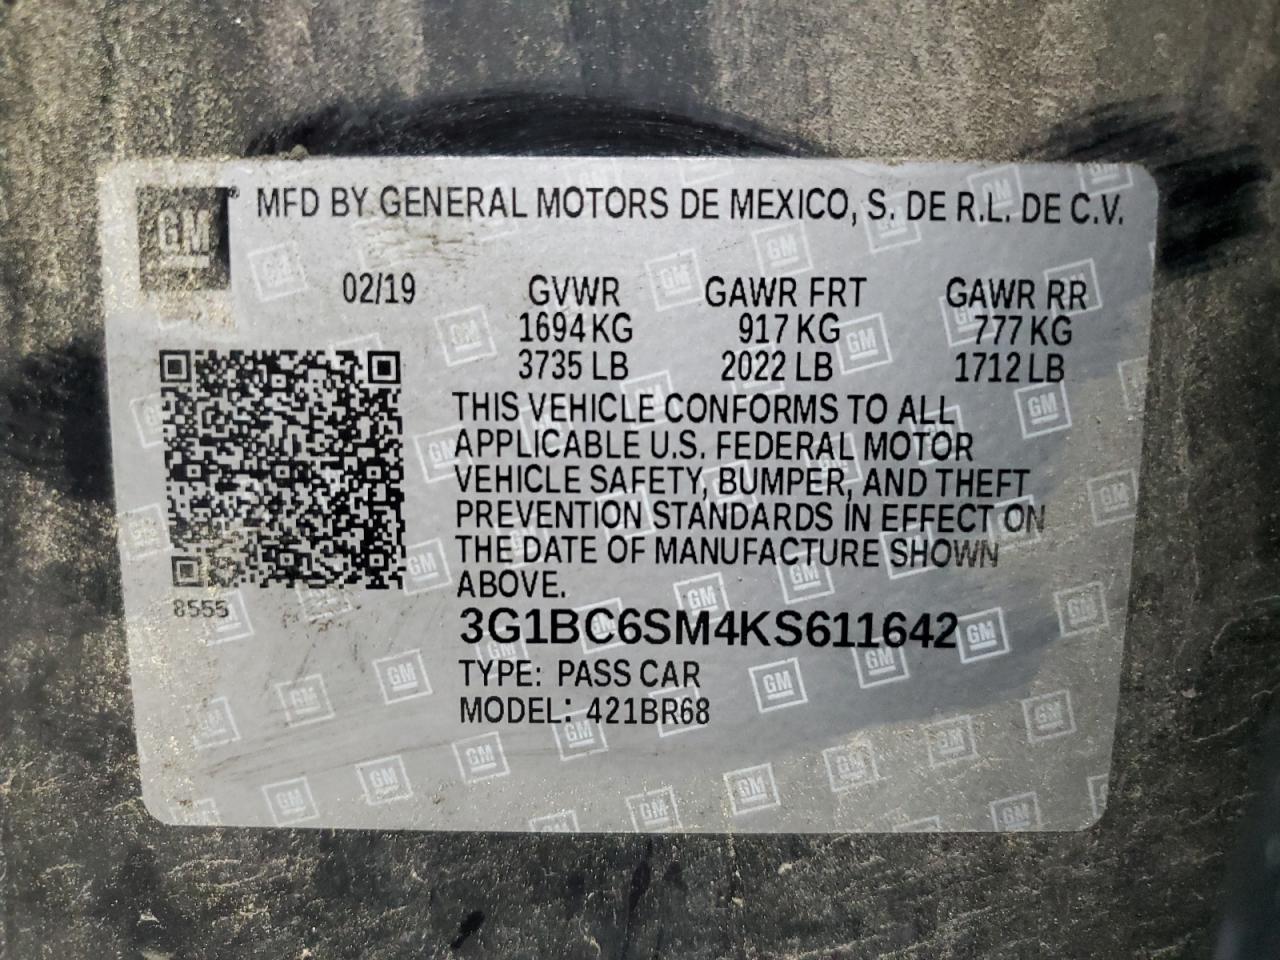 GM® MFD BY GENERAL MOTORS DE MEXICO, S. DE R.L. DE C.V.
02/19 GVWR GAWR FRT GAWR RR
1694 KG 917 KG 777 KG
3735 LB 2022 LB 1712 LB
THIS VEHICLE CONFORMS TO ALL
APPLICABLE U.S. FEDERAL MOTOR
VEHICLE SAFETY, BUMPER, AND THEFT
PREVENTION STANDARDS IN EFFECT ON
THE DATE OF MANUFACTURE SHOWN
ABOVE.
8555
3G1BC6SM4KS611642
TYPE: PASS CAR
MODEL: 421BR68